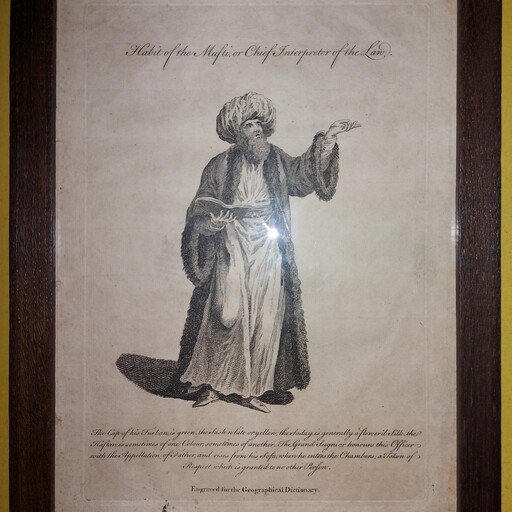 Habit of the Mufti, or Chief Interpreter of the Law.
The Cap of his Turban is green, the Sash white or yellow, the Juday is generally a flower'd Silk, the
Kaftan is sometimes of one Colour, sometimes of another, The Grand Seignior honours this Officer
with the Appellation of Father and rises from his Sofa, when he enters the Chambers, a Token of
Respect which is granted to no other Person.
Engraved for the Geographical Dictionary.